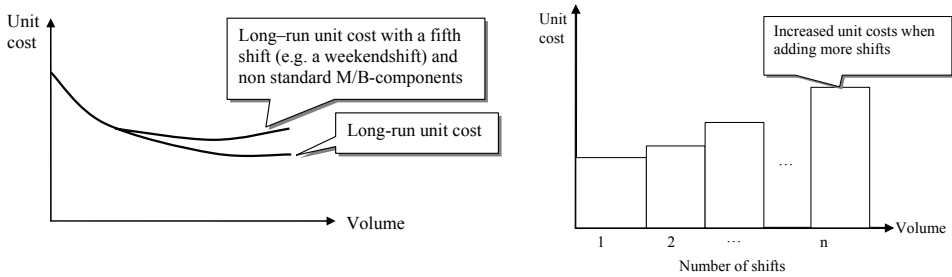 Unit
cost
Long–run unit cost with a fifth
shift (e.g. a weekendshift) and
non standard M/B-components
Long-run unit cost
Volume
Unit
cost
Increased unit costs when
adding more shifts
...
Volume
1
2
...
n
Number of shifts